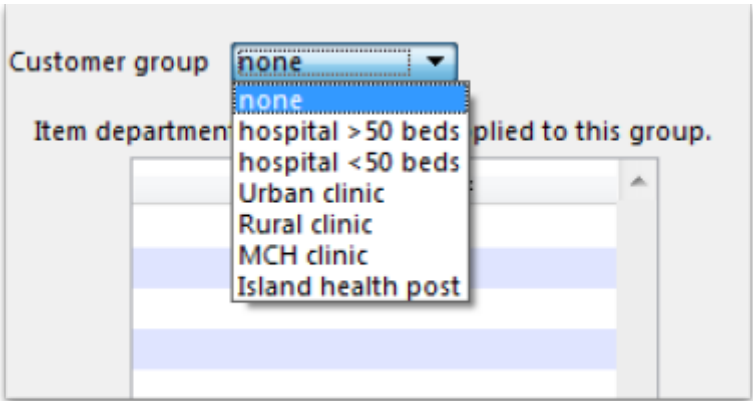 Customer group none
none
Item departmen plied to this group.
hospital >50 beds
hospital <50 beds
Urban clinic
Rural clinic
MCH clinic
Island health post